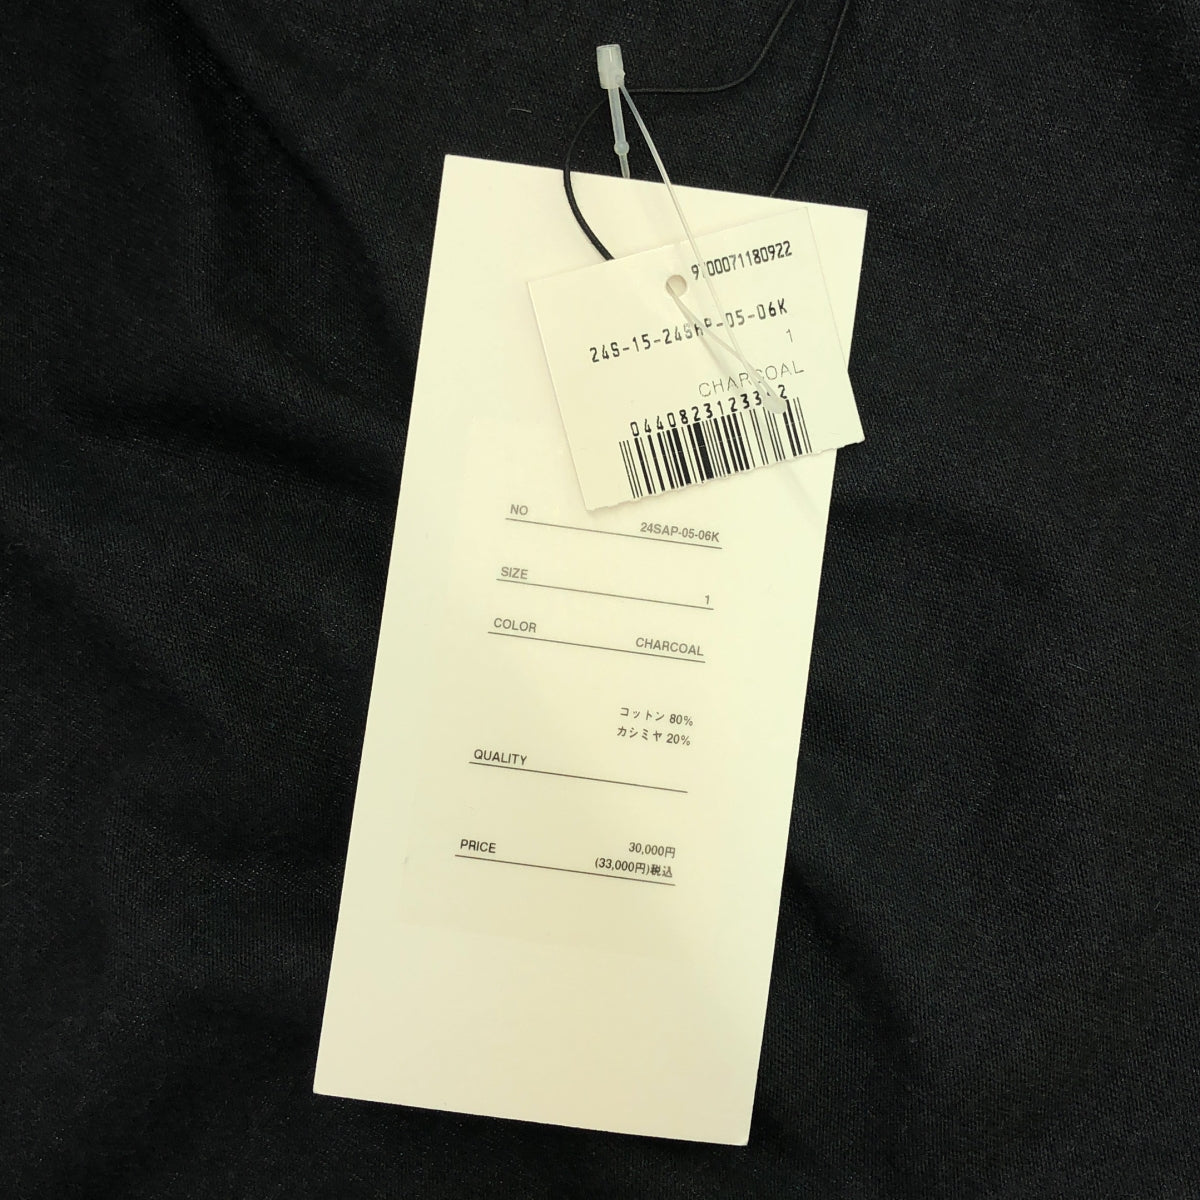 00071180922
24S-15-24SAP-05-06K
1
CHARCOAL
NO 24SAP-05-06K
SIZE 1
COLOR CHARCOAL
コットン 80%
カシミヤ 20%
QUALITY
PRICE 30,000円
(33,000円)税込